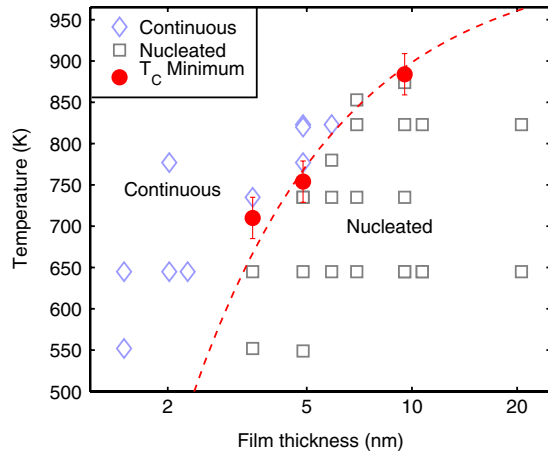 Continuous
Nucleated
T_C Minimum
950
900
850
800
750
700
650
600
550
500
Temperature (K)
Continuous
Nucleated
2
5
10
20
Film thickness (nm)